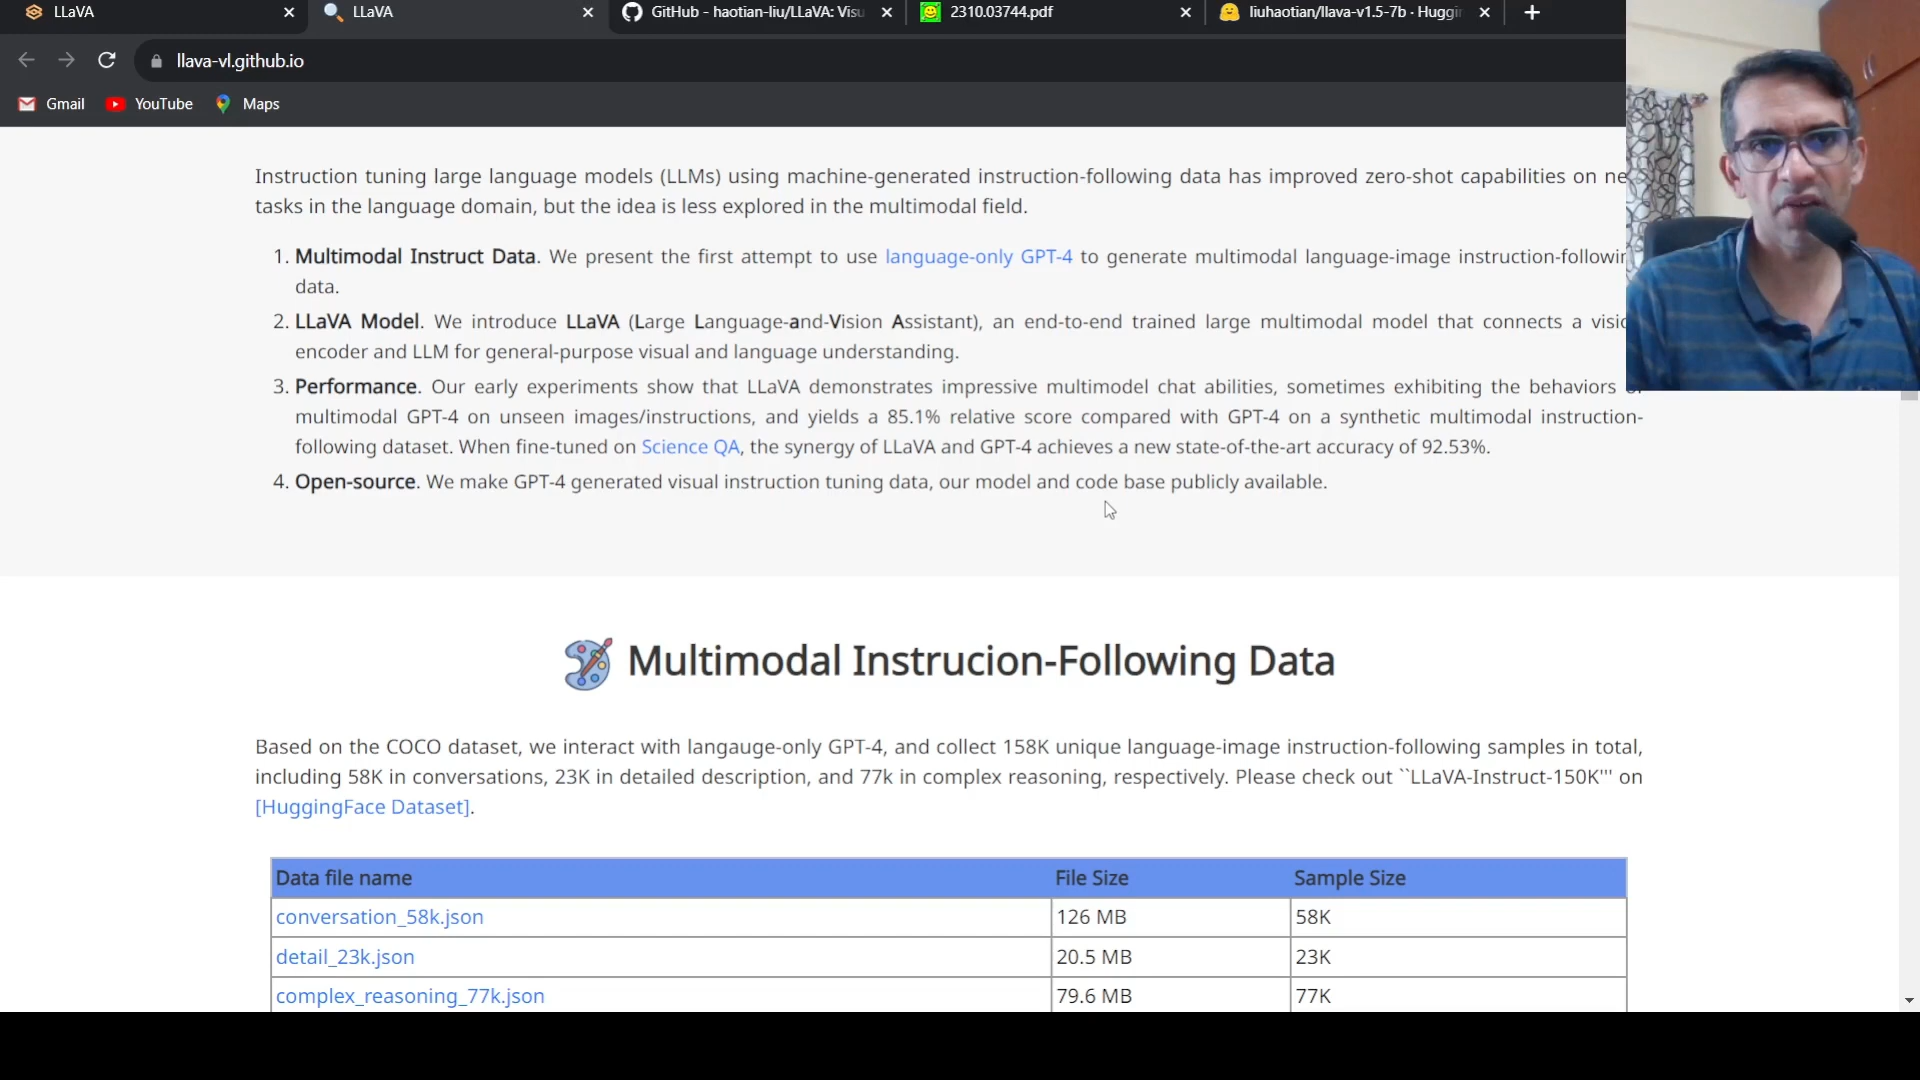 LLaVA
LLaVA
GitHub - haotian-liu/LLaVA: Visu
2310.03744.pdf
liuhaotian/llava-v1.5-7b · Huggi
llava-vl.github.io
Gmail
YouTube
Maps
Instruction tuning large language models (LLMs) using machine-generated instruction-following data has improved zero-shot capabilities on ne
tasks in the language domain, but the idea is less explored in the multimodal field.
1. Multimodal Instruct Data. We present the first attempt to use language-only GPT-4 to generate multimodal language-image instruction-followin
data.
2. LLaVA Model. We introduce LLaVA (Large Language-and-Vision Assistant), an end-to-end trained large multimodal model that connects a visio
encoder and LLM for general-purpose visual and language understanding.
3. Performance. Our early experiments show that LLaVA demonstrates impressive multimodel chat abilities, sometimes exhibiting the behaviors of
multimodal GPT-4 on unseen images/instructions, and yields a 85.1% relative score compared with GPT-4 on a synthetic multimodal instruction-
following dataset. When fine-tuned on Science QA, the synergy of LLaVA and GPT-4 achieves a new state-of-the-art accuracy of 92.53%.
4. Open-source. We make GPT-4 generated visual instruction tuning data, our model and code base publicly available.
Multimodal Instrucion-Following Data
Based on the COCO dataset, we interact with langauge-only GPT-4, and collect 158K unique language-image instruction-following samples in total,
including 58K in conversations, 23K in detailed description, and 77k in complex reasoning, respectively. Please check out ``LLaVA-Instruct-150K''' on
[HuggingFace Dataset].
Data file name File Size Sample Size
conversation_58k.json 126 MB 58K
detail_23k.json 20.5 MB 23K
complex_reasoning_77k.json 79.6 MB 77K